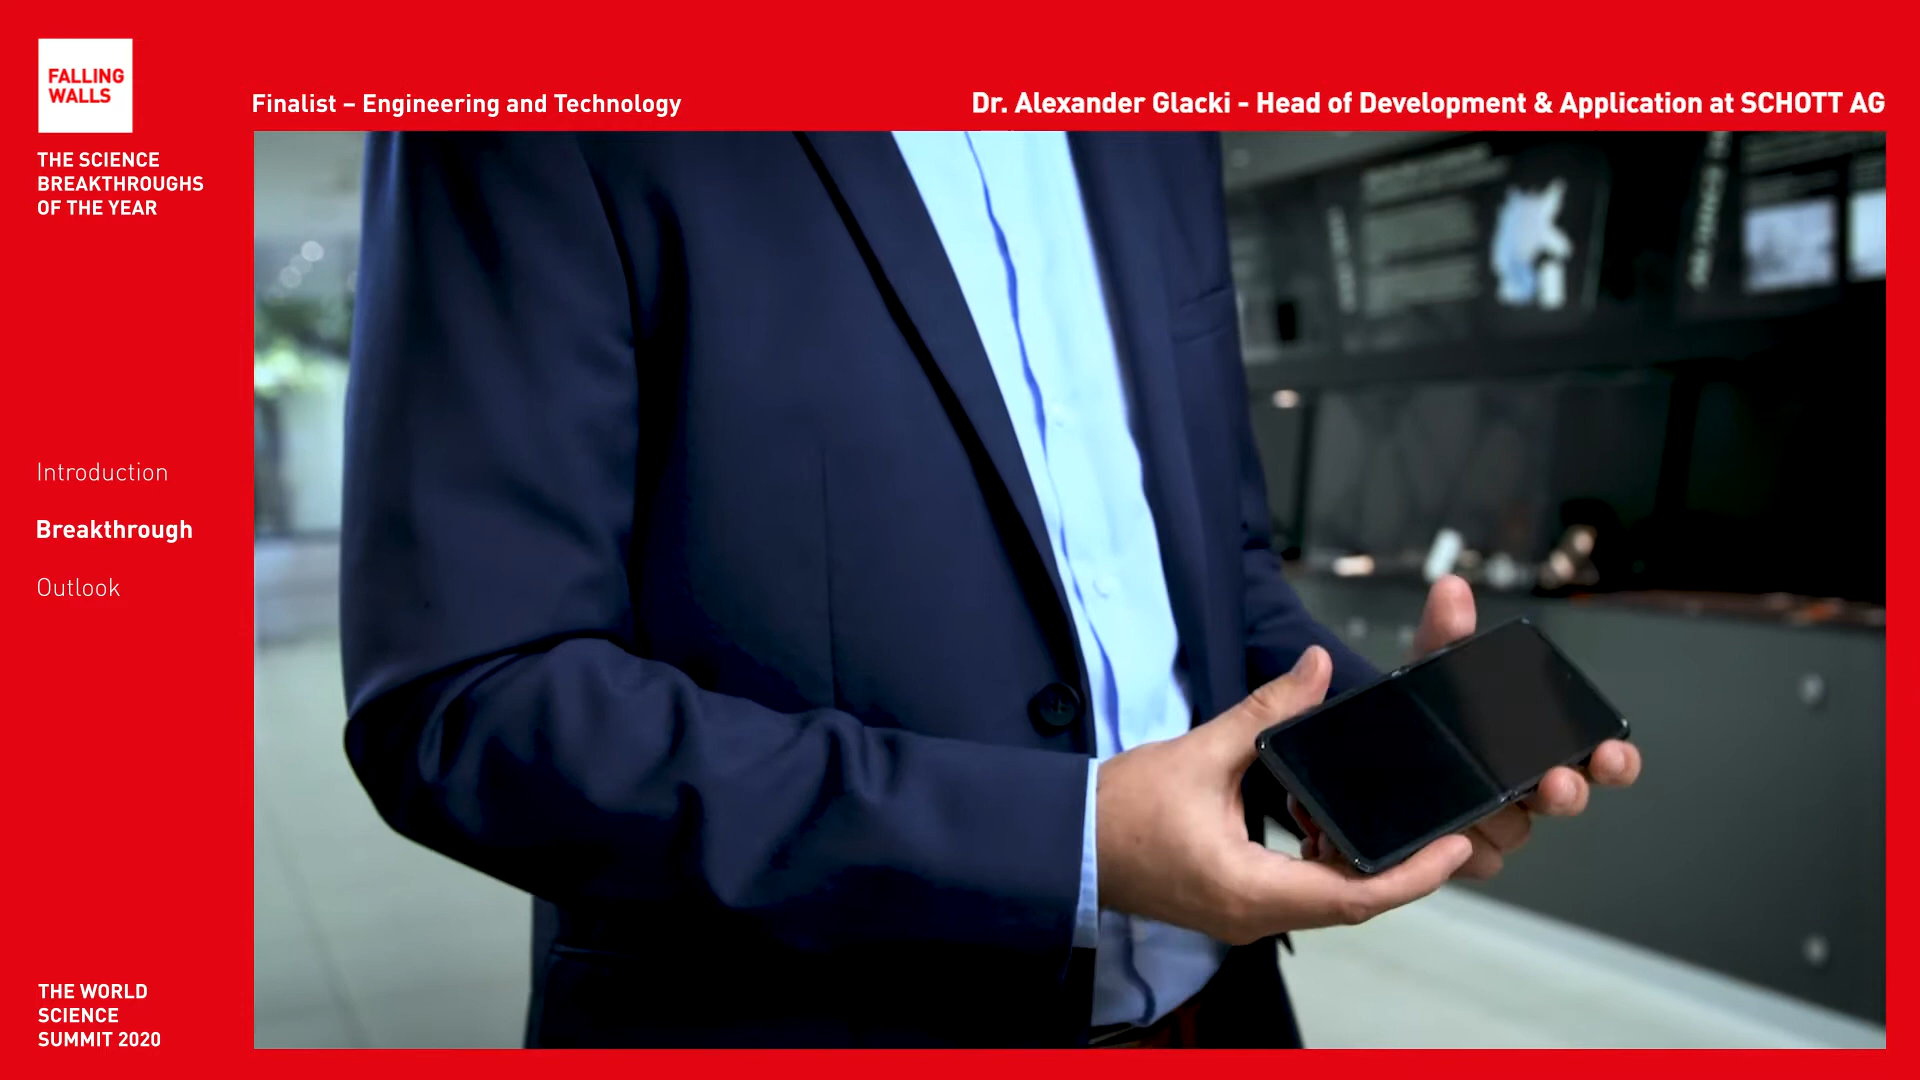 FALLING
WALLS
THE SCIENCE
BREAKTHROUGHS
OF THE YEAR
Finalist – Engineering and Technology
Dr. Alexander Glacki - Head of Development & Application at SCHOTT AG
Introduction
Breakthrough
Outlook
THE WORLD
SCIENCE
SUMMIT 2020